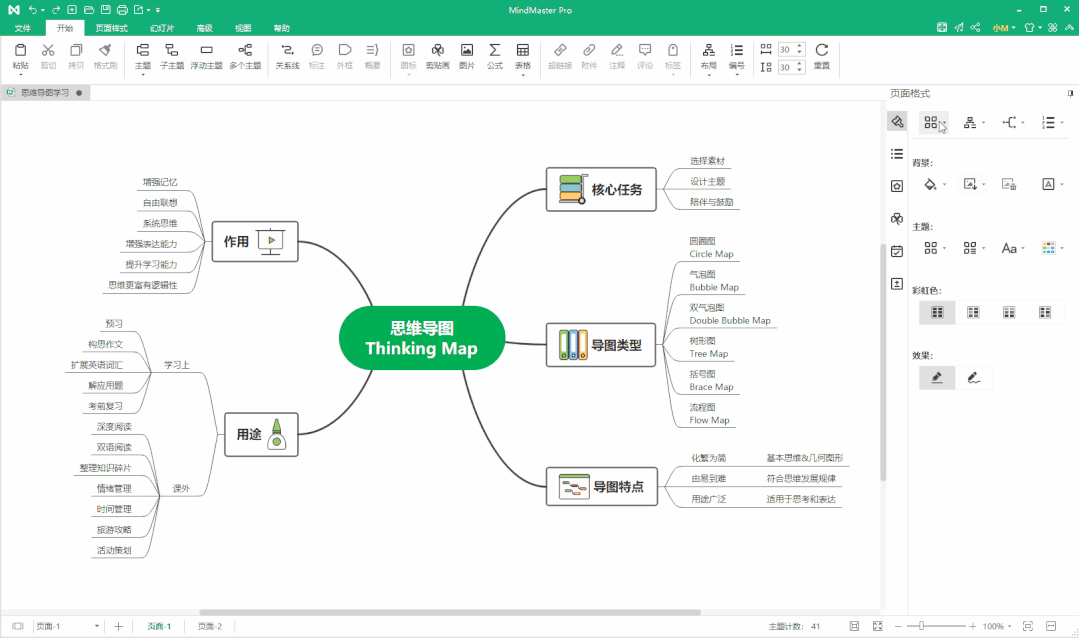 MindMaster Pro
文件 开始 页面样式 幻灯片 高级 视图 帮助
小M
粘贴 剪切 拷贝 格式刷 主题 子主题 浮动主题 多个主题 关系线 标注 外框 概要 图标 剪贴画 图片 公式 表格 超链接 附件 注释 评论 标签 布局 编号 30 30 重置
思维导图学习
页面格式
背景:
主题:
Aa
彩虹色:
效果:
思维导图
Thinking Map
作用
增强记忆
自由联想
系统思维
增强表达能力
提升学习能力
思维更富有逻辑性
用途
学习上
预习
构思作文
扩展英语词汇
解应用题
考前复习
课外
深度阅读
双语阅读
整理知识碎片
情绪管理
时间管理
旅游攻略
活动策划
核心任务
选择素材
设计主题
陪伴与鼓励
导图类型
圆圈图
Circle Map
气泡图
Bubble Map
双气泡图
Double Bubble Map
树形图
Tree Map
括号图
Brace Map
流程图
Flow Map
导图特点
化繁为简 基本思维&几何图形
由易到难 符合思维发展规律
用途广泛 适用于思考和表达
页面-1 页面-1 页面-2 主题计数: 41 100%